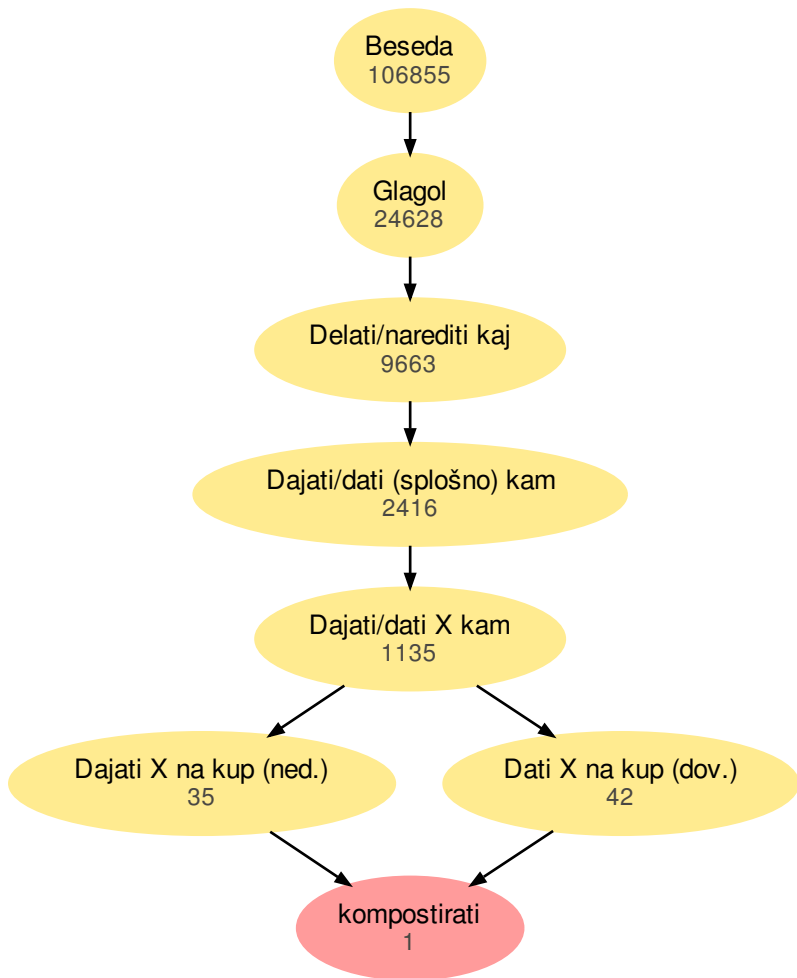 Beseda
106855
Glagol
24628
Delati/narediti kaj
9663
Dajati/dati (splošno) kam
2416
Dajati/dati X kam
1135
Dajati X na kup (ned.)
35
Dati X na kup (dov.)
42
kompostirati
1